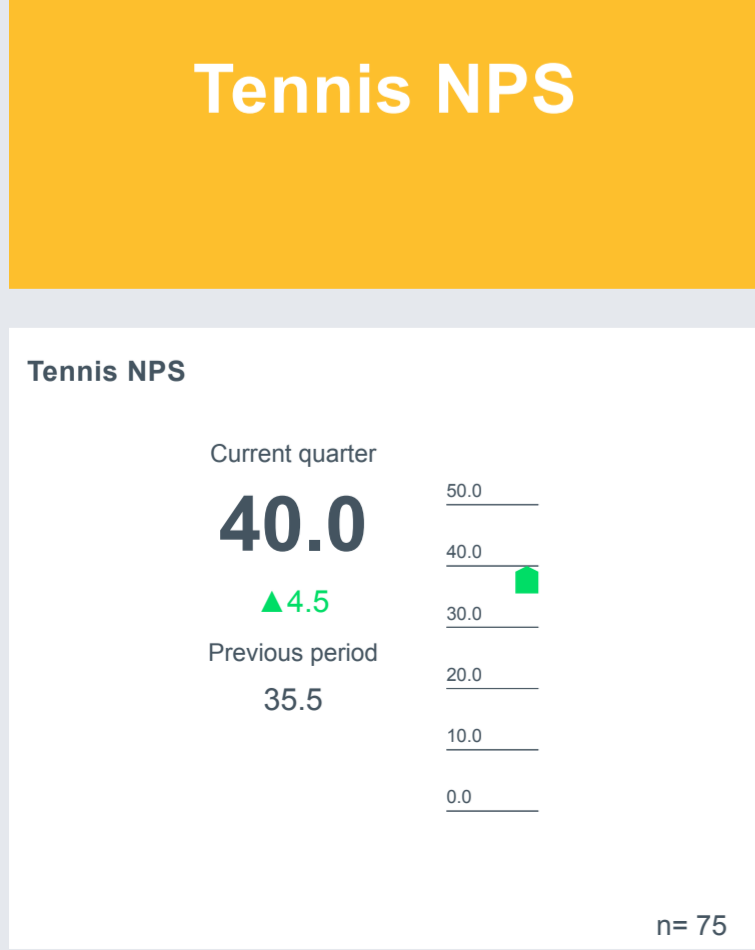 Tennis NPS
Tennis NPS
Current quarter
40.0
▲4.5
Previous period
35.5
50.0
40.0
30.0
20.0
10.0
0.0
n= 75